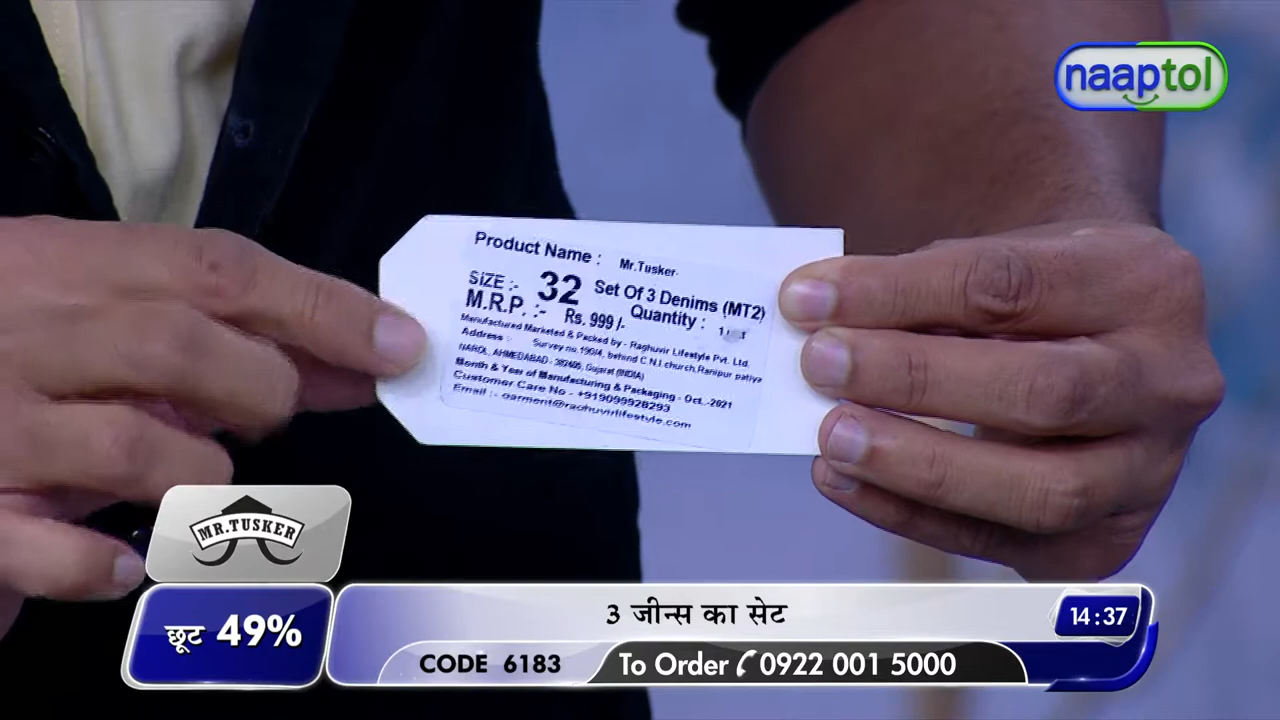 naaptol
Product Name : Mr.Tusker
SiZE :- 32 Set Of 3 Denims (MT2)
M.R.P. :- Rs. 999 /- Quantity : 1
Manufactured Marketed & Packed by - Raghuvir Lifestyle Pvt. Ltd.
Address :- Survey no.190/4, behind C.N.I.church,Ranipur patiya
NAROL, AHMEDABAD - 382405, Gujarat (INDIA)
Month & Year of Manufacturing & Packaging - Oct.-2021
Customer Care No - +919099928293
Email :- garment@raghuvirlifestyle.com
MR.TUSKER
छूट 49%
3 जीन्स का सेट
14:37
CODE 6183
To Order 0922 001 5000